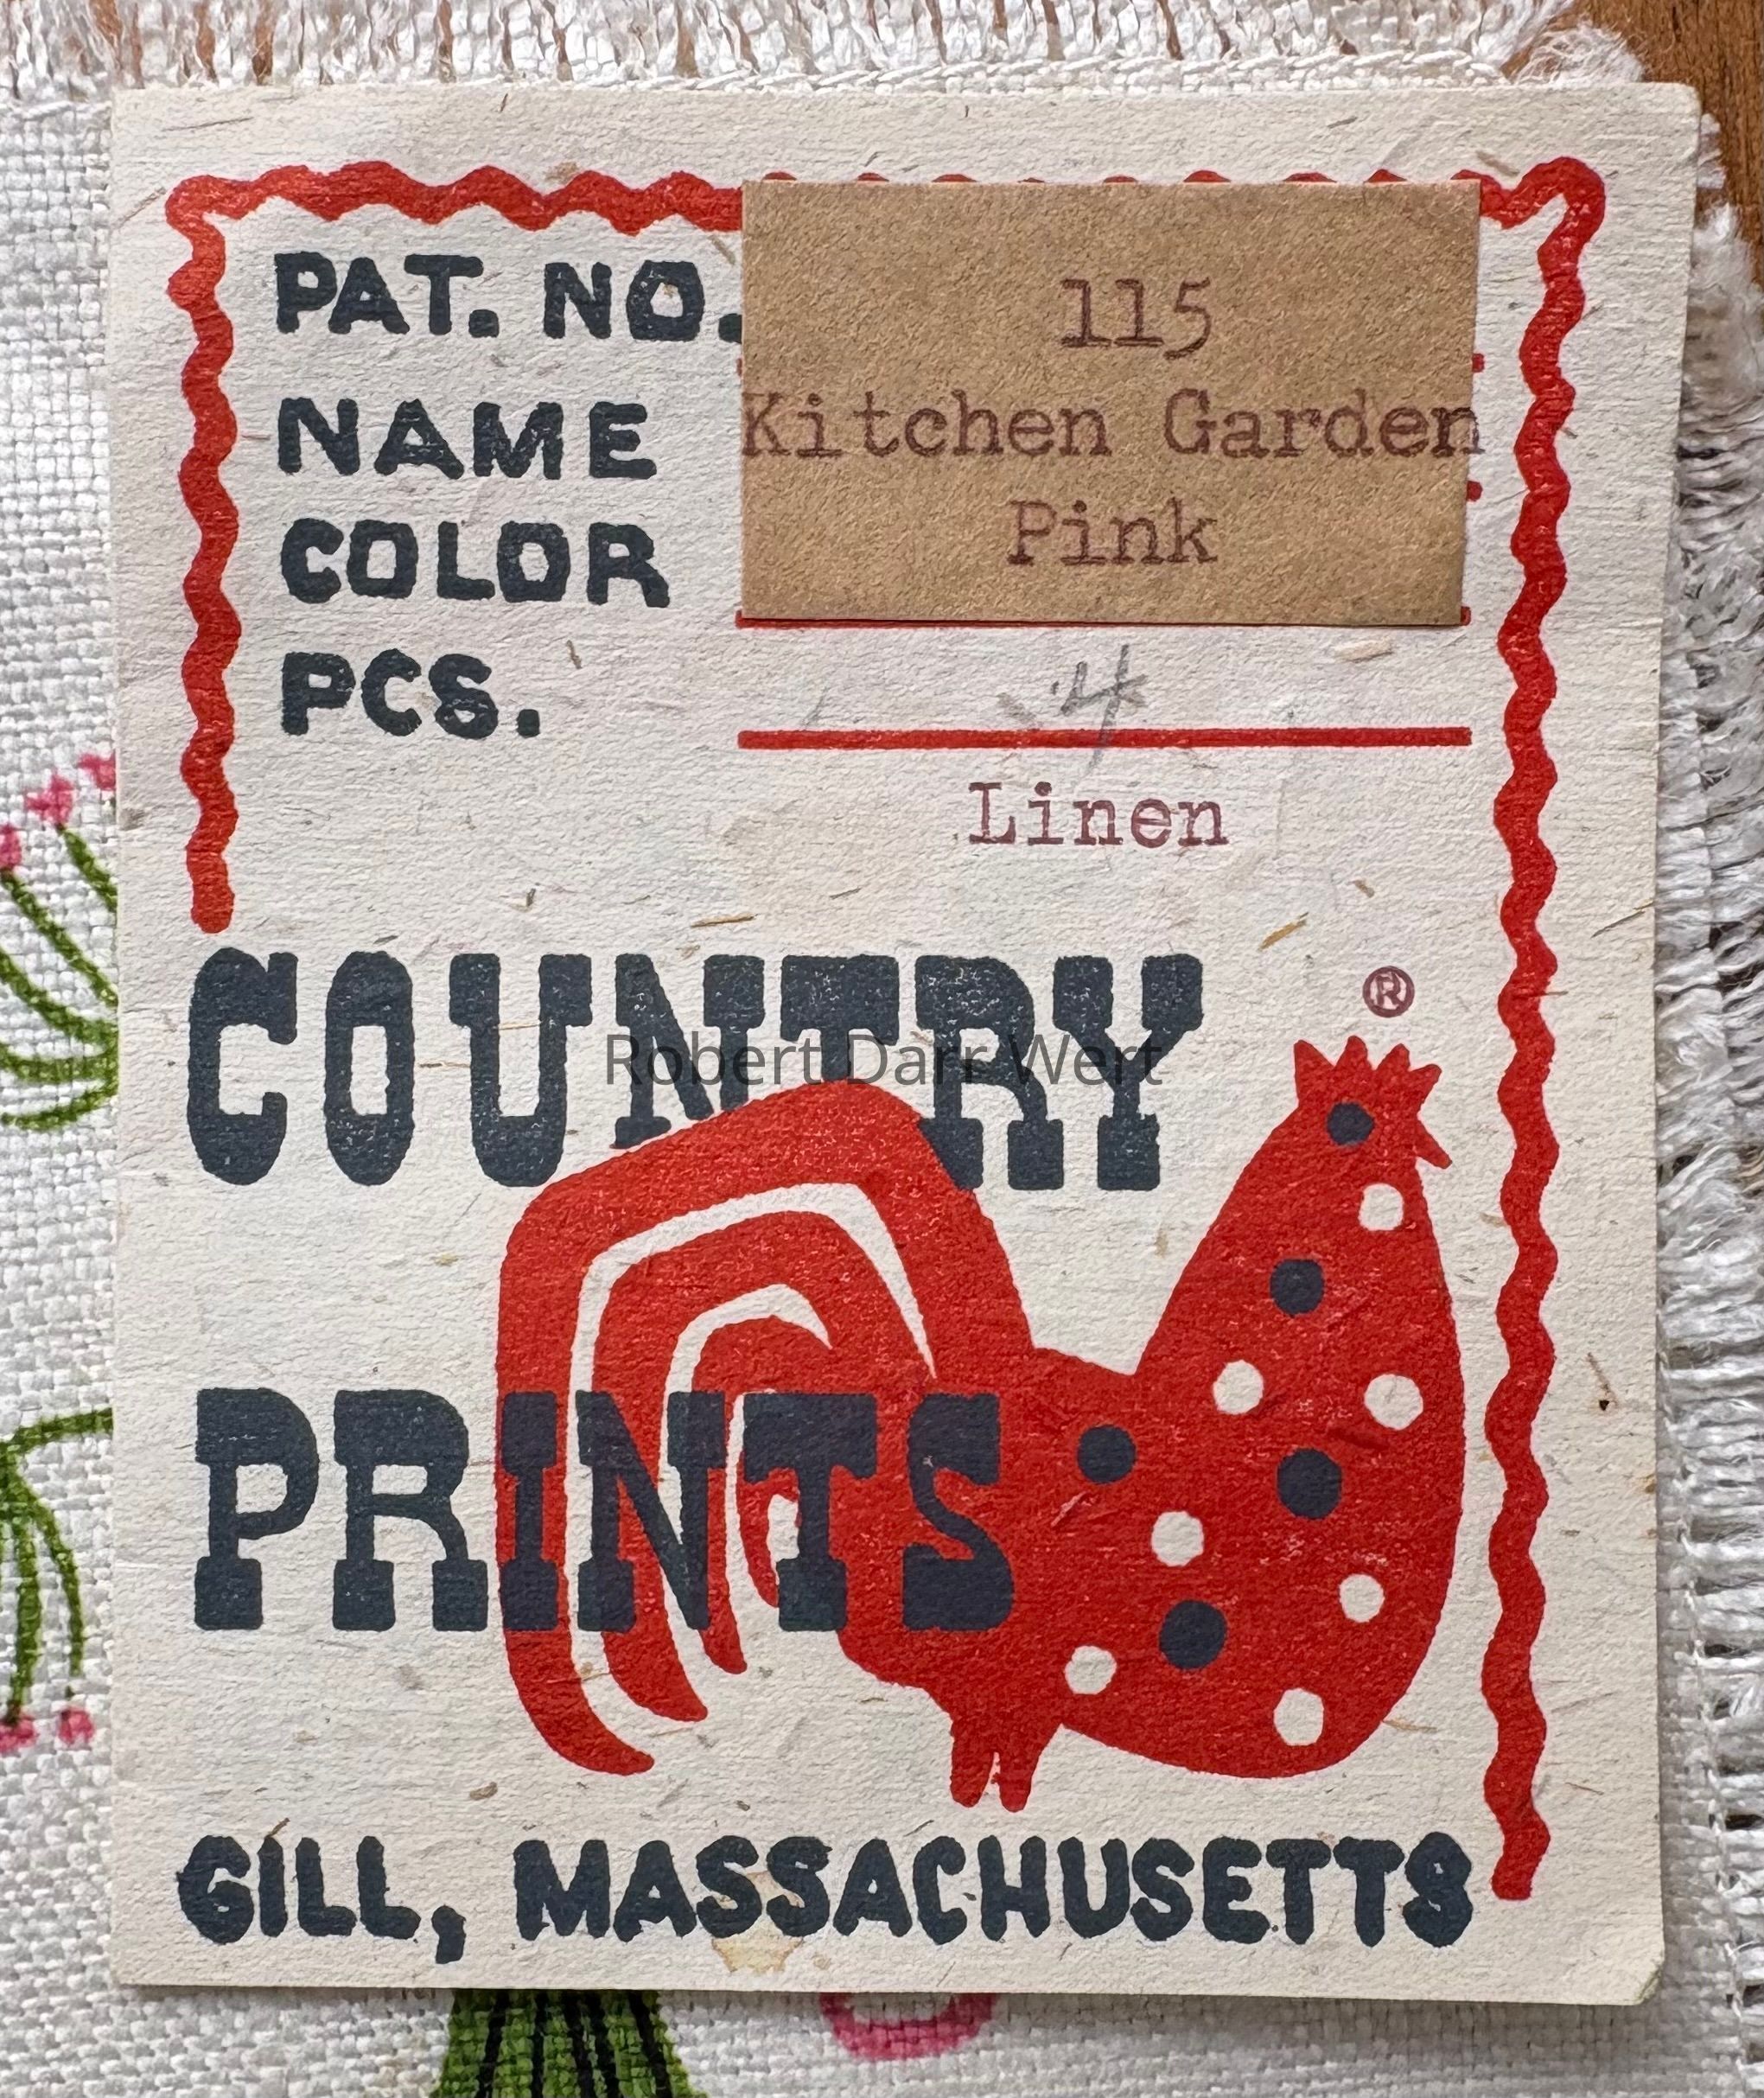 PAT. NO. 115
NAME Kitchen Garden
COLOR Pink
PCS. 4
Linen
COUNTRY ®
Robert Darr Wert
PRINTS
GILL, MASSACHUSETTS